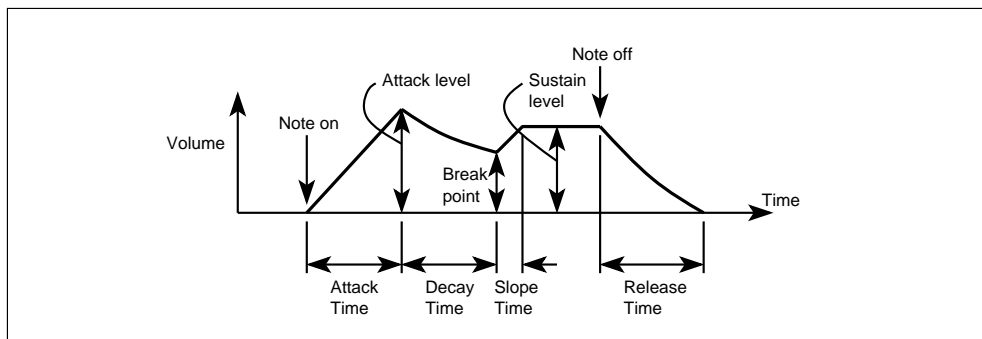 Note off
Attack level
Sustain
level
Note on
Volume
Break
point
Time
Attack
Time
Decay
Time
Slope
Time
Release
Time